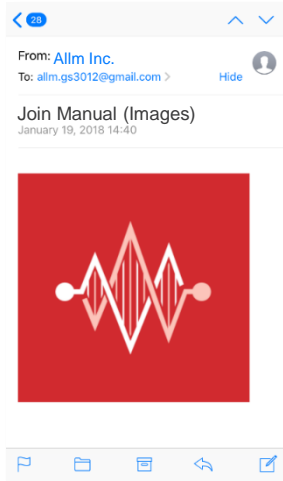 28
From: Allm Inc.
To: allm.gs3012@gmail.com > Hide
Join Manual (Images)
January 19, 2018 14:40